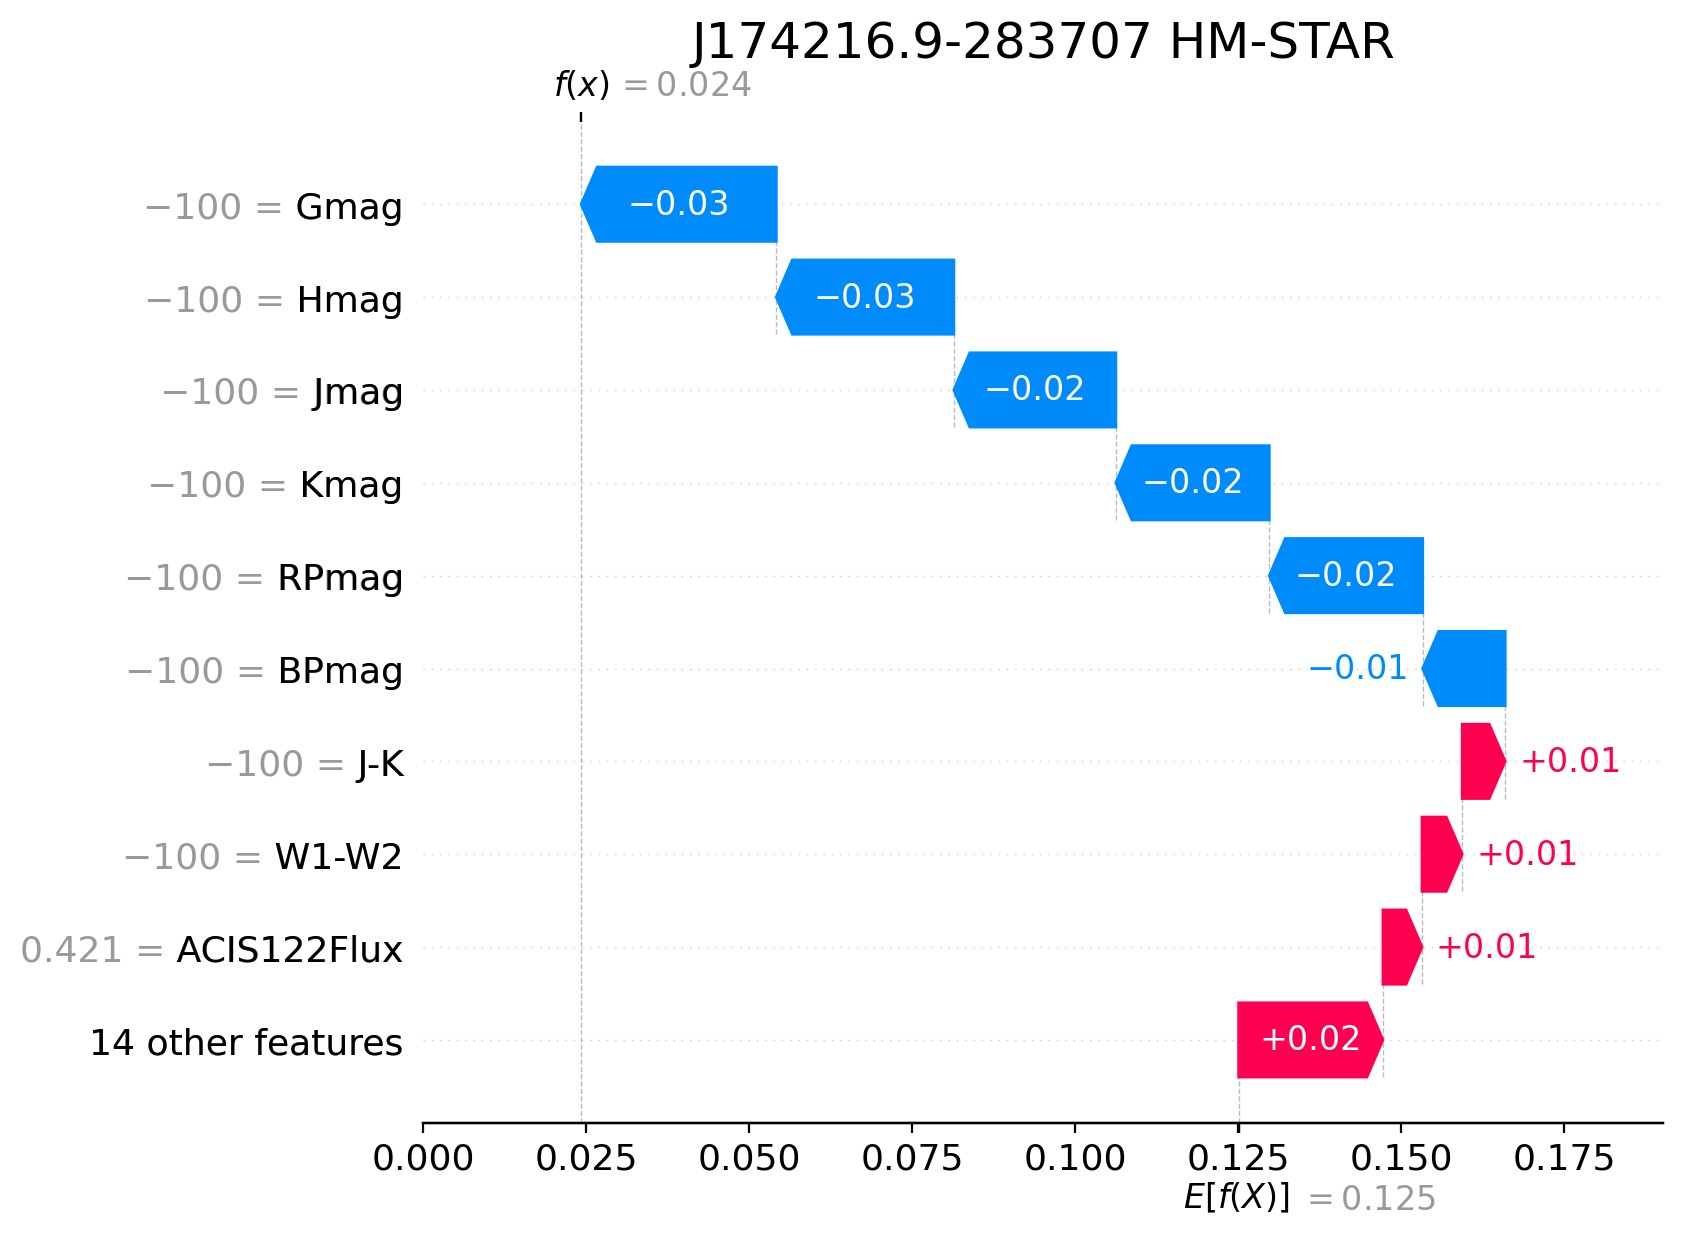 J174216.9-283707 HM-STAR
f(x) = 0.024
−100 = Gmag −0.03
−100 = Hmag −0.03
−100 = Jmag −0.02
−100 = Kmag −0.02
−100 = RPmag −0.02
−100 = BPmag −0.01
−100 = J-K +0.01
−100 = W1-W2 +0.01
0.421 = ACIS122Flux +0.01
14 other features +0.02
0.000 0.025 0.050 0.075 0.100 0.125 0.150 0.175
E[f(X)] = 0.125